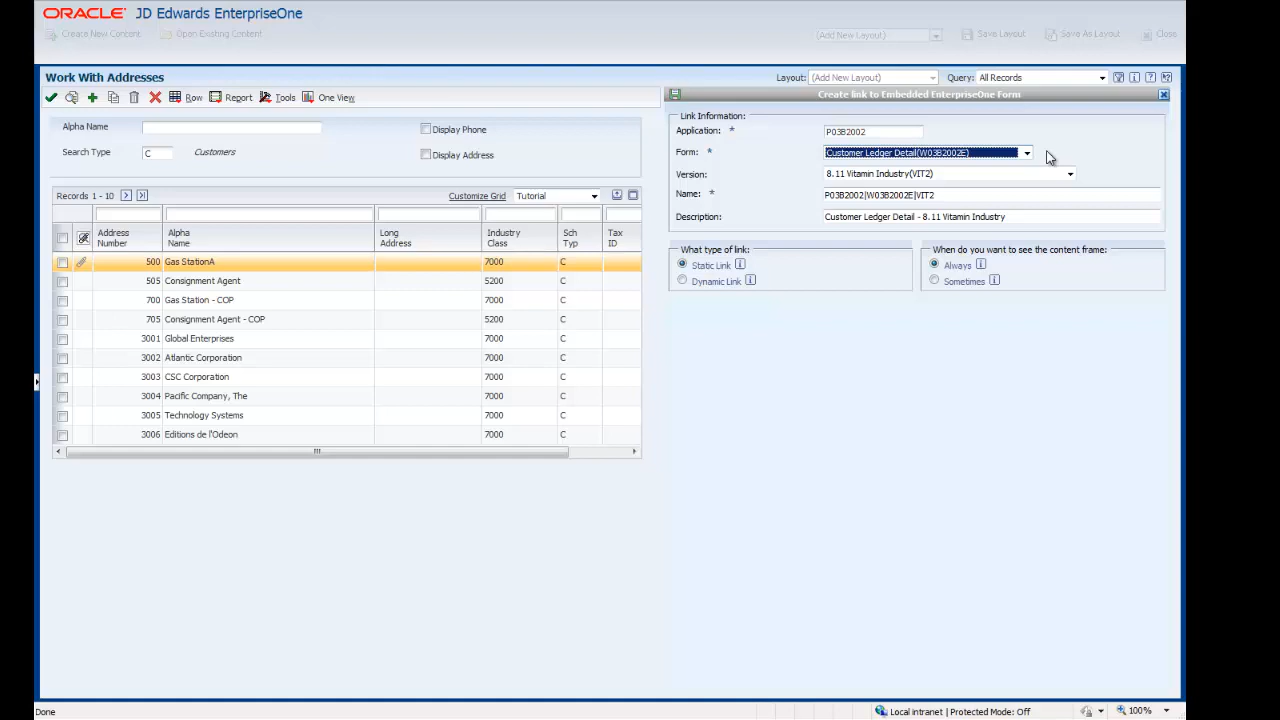 ORACLE JD Edwards EnterpriseOne
Create New Content Open Existing Content (Add New Layout) Save Layout Save As Layout Close
Work With Addresses Layout: (Add New Layout) Query: All Records
Row Report Tools One View
Create link to Embedded EnterpriseOne Form
Alpha Name Display Phone
Search Type C Customers Display Address
Link Information:
Application: * P03B2002
Form: * Customer Ledger Detail(W03B2002E)
Version: 8.11 Vitamin Industry(VIT2)
Name: * P03B2002|W03B2002E|VIT2
Description: Customer Ledger Detail - 8.11 Vitamin Industry
What type of link:
Static Link
Dynamic Link
When do you want to see the content frame:
Always
Sometimes
Records 1 - 10 Customize Grid Tutorial
Address Number Alpha Name Long Address Industry Class Sch Typ Tax ID
500 Gas StationA 7000 C
505 Consignment Agent 5200 C
700 Gas Station - COP 7000 C
705 Consignment Agent - COP 5200 C
3001 Global Enterprises 7000 C
3002 Atlantic Corporation 7000 C
3003 CSC Corporation 7000 C
3004 Pacific Company, The 7000 C
3005 Technology Systems 7000 C
3006 Editions de l'Odeon 7000 C
Done Local intranet | Protected Mode: Off 100%